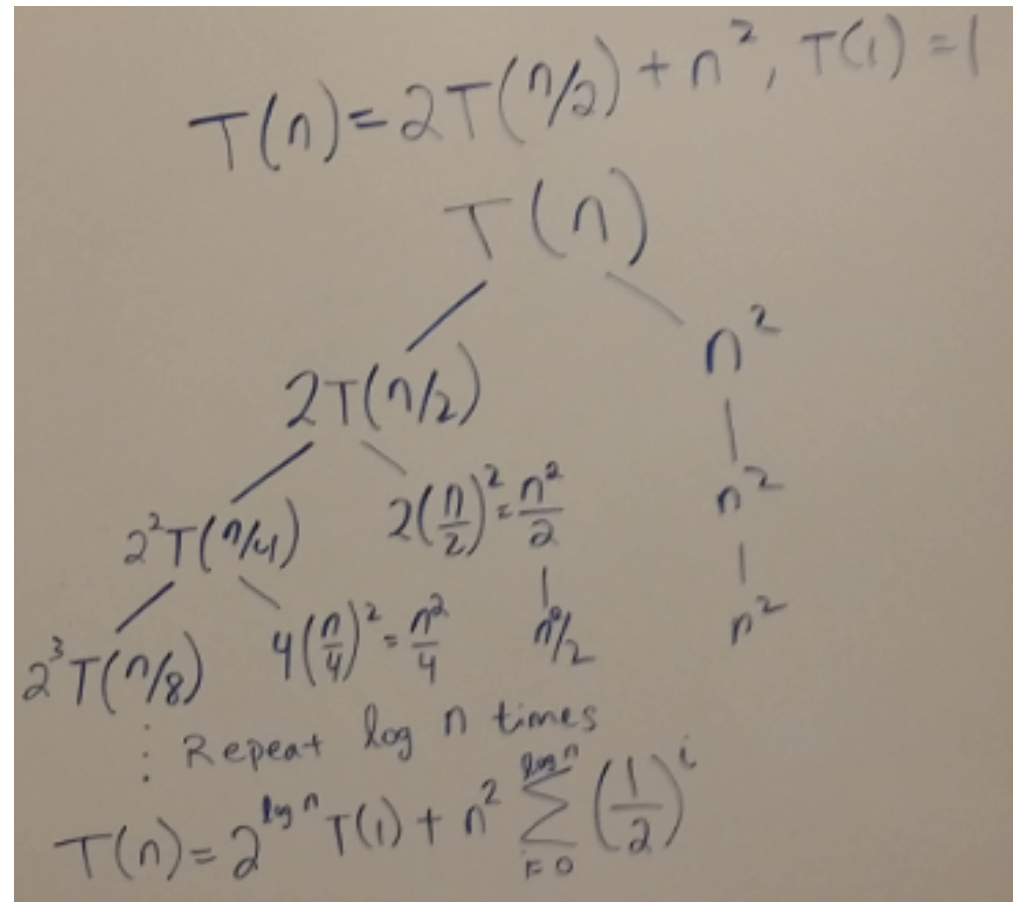 T(n)=2T(n/2)+n², T(1)=1
T(n)
2T(n/2) n²
2²T(n/4) 2(n/2)²=n²/2 n²
2³T(n/8) 4(n/4)²=n²/4 n²/2 n²
⋮ Repeat log n times
T(n)=2^{log n} T(1)+n² ∑_{i=0}^{log n} (1/2)^i